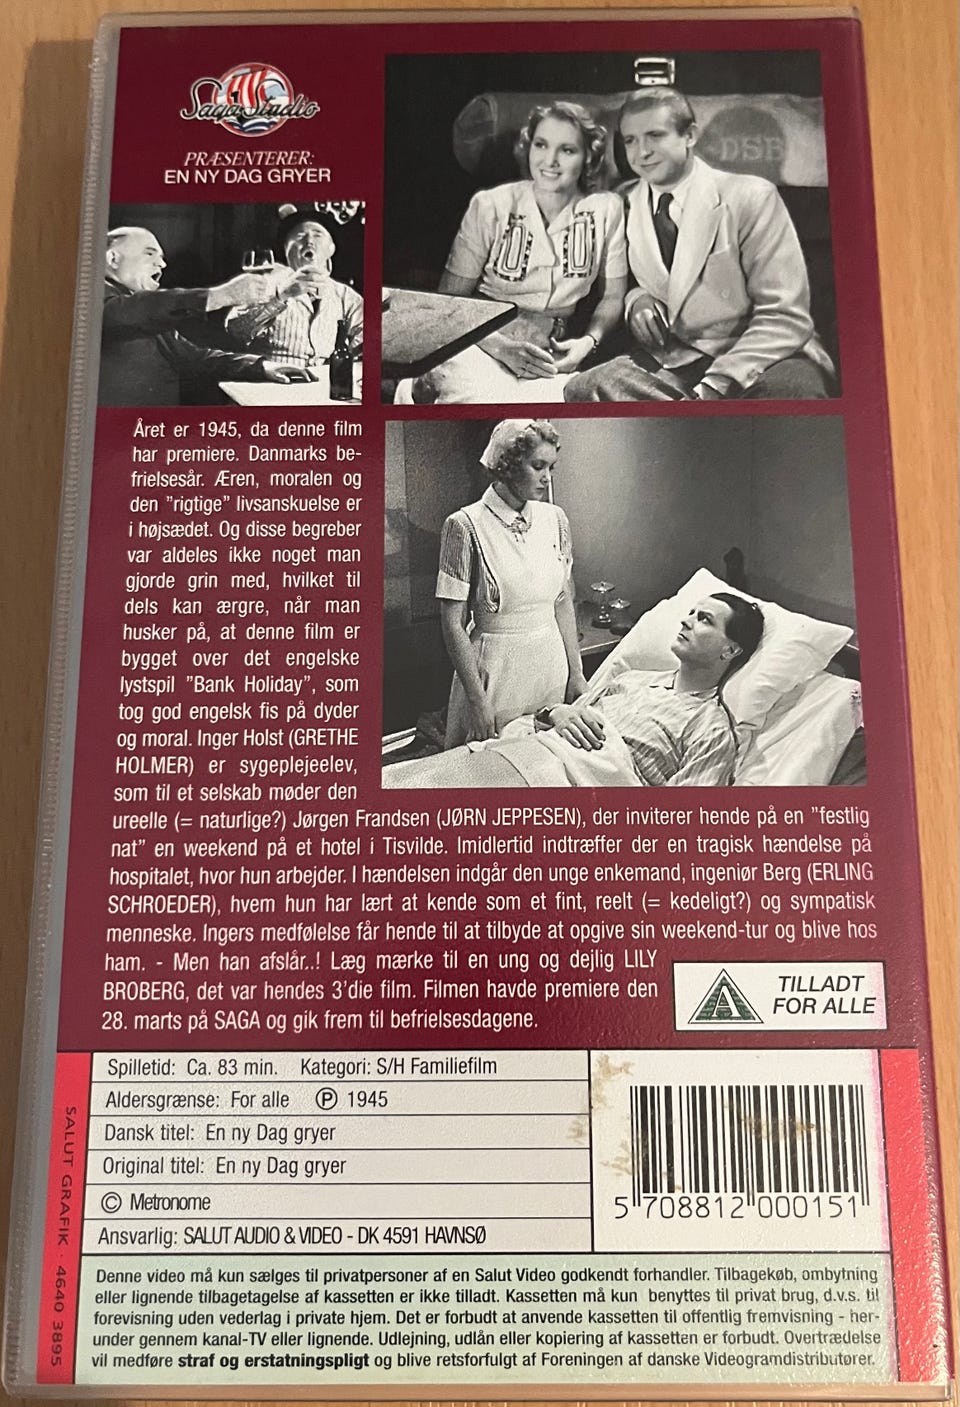 Saga Studio
PRÆSENTERER:
EN NY DAG GRYER
DSB
Året er 1945, da denne film
har premiere. Danmarks be-
frielsesår. Æren, moralen og
den ”rigtige” livsanskuelse er
i højsædet. Og disse begreber
var aldeles ikke noget man
gjorde grin med, hvilket til
dels kan ærgre, når man
husker på, at denne film er
bygget over det engelske
lystspil ”Bank Holiday”, som
tog god engelsk fis på dyder
og moral. Inger Holst (GRETHE
HOLMER) er sygeplejeelev,
som til et selskab møder den
ureelle (= naturlige?) Jørgen Frandsen (JØRN JEPPESEN), der inviterer hende på en ”festlig
nat” en weekend på et hotel i Tisvilde. Imidlertid indtræffer der en tragisk hændelse på
hospitalet, hvor hun arbejder. I hændelsen indgår den unge enkemand, ingeniør Berg (ERLING
SCHROEDER), hvem hun har lært at kende som et fint, reelt (= kedeligt?) og sympatisk
menneske. Ingers medfølelse får hende til at tilbyde at opgive sin weekend-tur og blive hos
ham. - Men han afslår..! Læg mærke til en ung og dejlig LILY
BROBERG, det var hendes 3’die film. Filmen havde premiere den
28. marts på SAGA og gik frem til befrielsesdagene.
A
TILLADT
FOR ALLE
Spilletid: Ca. 83 min. Kategori: S/H Familiefilm
Aldersgrænse: For alle Ⓟ 1945
Dansk titel: En ny Dag gryer
Original titel: En ny Dag gryer
© Metronome
Ansvarlig: SALUT AUDIO & VIDEO - DK 4591 HAVNSØ
5 708812 000151
SALUT GRAFIK · 4640 3895
Denne video må kun sælges til privatpersoner af en Salut Video godkendt forhandler. Tilbagekøb, ombytning
eller lignende tilbagetagelse af kassetten er ikke tilladt. Kassetten må kun benyttes til privat brug, d.v.s. til
forevisning uden vederlag i private hjem. Det er forbudt at anvende kassetten til offentlig fremvisning - her-
under gennem kanal-TV eller lignende. Udlejning, udlån eller kopiering af kassetten er forbudt. Overtrædelse
vil medføre straf og erstatningspligt og blive retsforfulgt af Foreningen af danske Videogramdistributører.